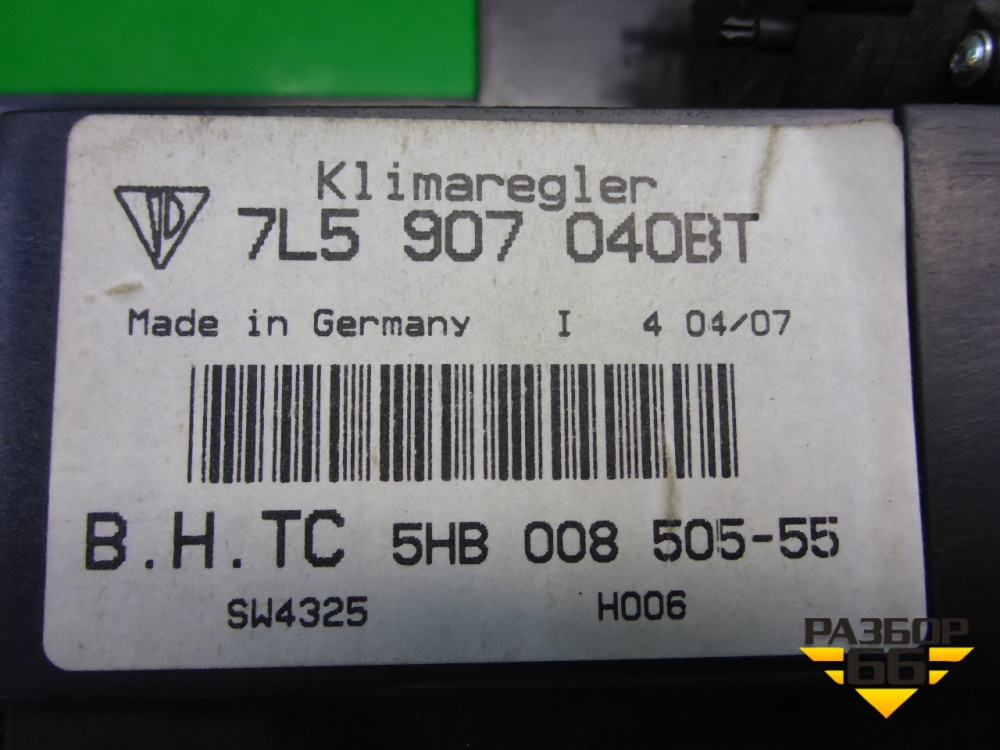 Klimaregler
7L5 907 040BT
Made in Germany I 4 04/07
B.H.TC 5HB 008 505-55
SW4325 H006
РАЗБОР
66